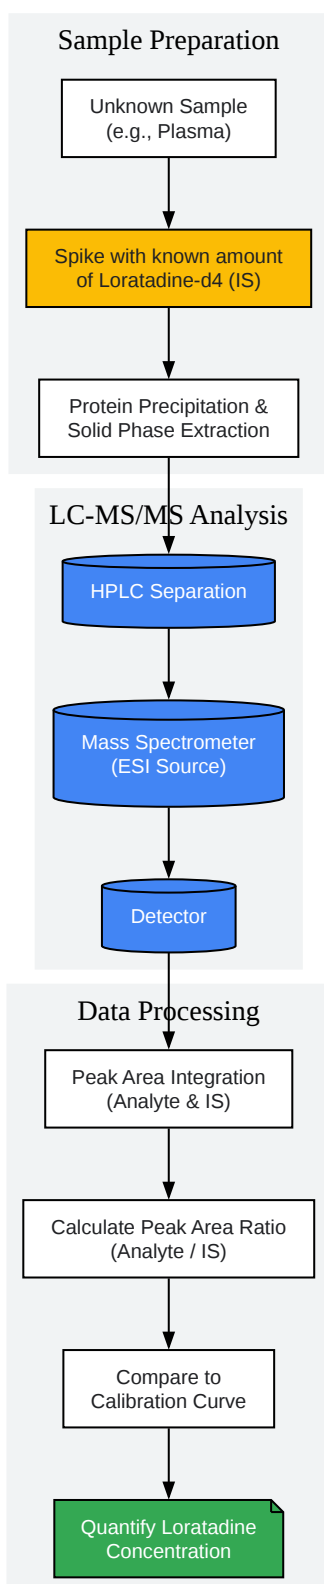 Sample Preparation
Unknown Sample
(e.g., Plasma)
Spike with known amount
of Loratadine-d4 (IS)
Protein Precipitation &
Solid Phase Extraction
LC-MS/MS Analysis
HPLC Separation
Mass Spectrometer
(ESI Source)
Detector
Data Processing
Peak Area Integration
(Analyte & IS)
Calculate Peak Area Ratio
(Analyte / IS)
Compare to
Calibration Curve
Quantify Loratadine
Concentration